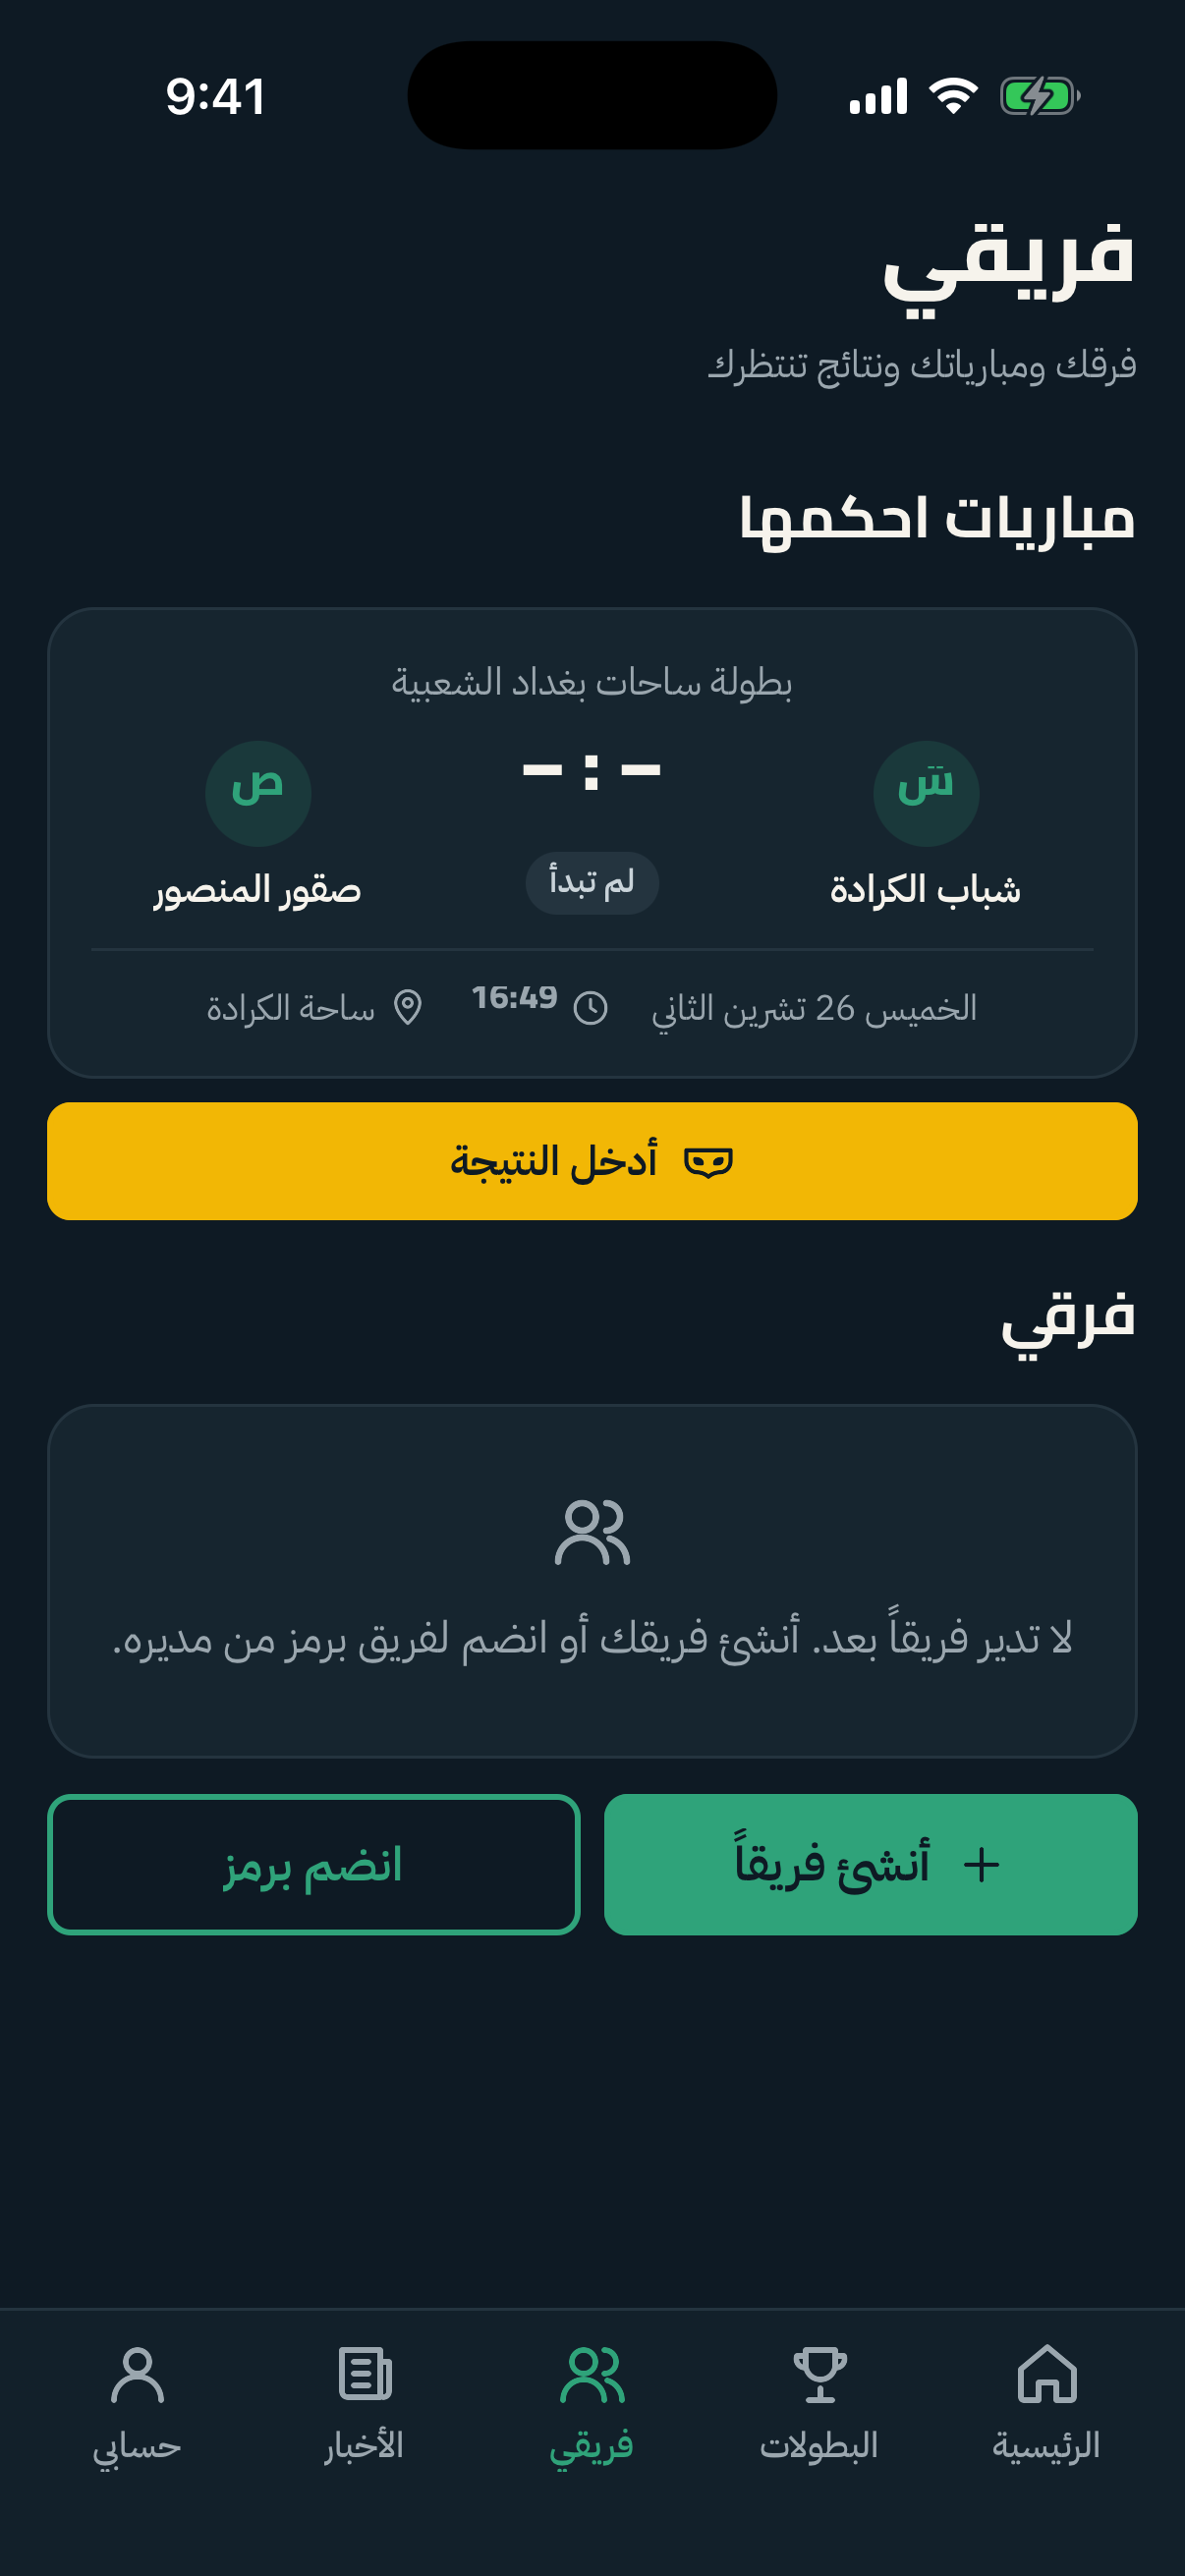 9:41
فريقي
فرقك ومبارياتك ونتائج تنتظرك
مباريات احكمها
بطولة ساحات بغداد الشعبية
– : –
ص
شباب الكرادة
لم تبدأ
صقور المنصور
الخميس 26 تشرين الثاني
16:49
ساحة الكرادة
أدخل النتيجة
فرقي
لا تدير فريقاً بعد. أنشئ فريقك أو انضم لفريق برمز من مديره.
أنشئ فريقاً
انضم برمز
الرئيسية
البطولات
فريقي
الأخبار
حسابي